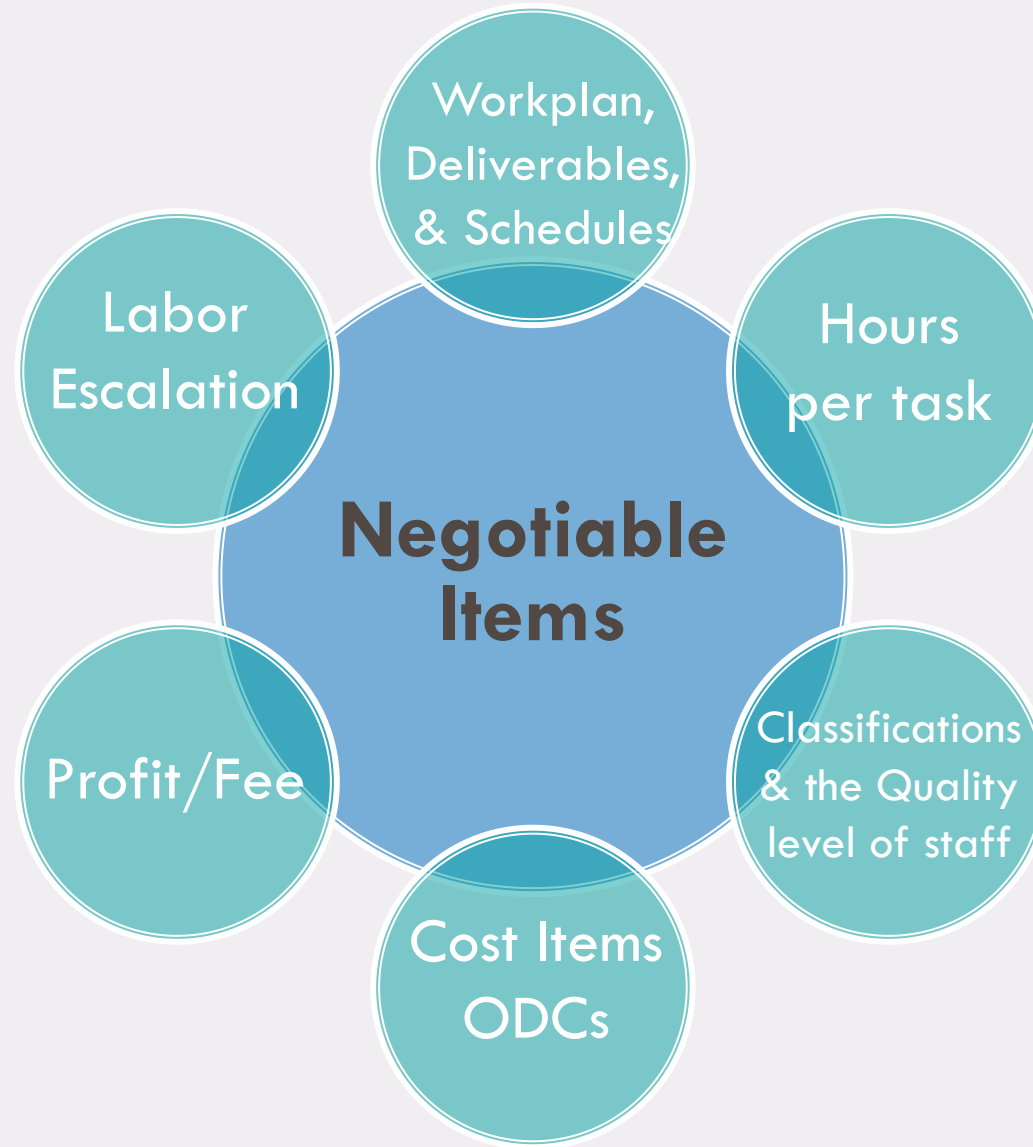 Workplan,
Deliverables,
& Schedules
Labor
Escalation
Hours
per task
Negotiable
Items
Profit/Fee
Classifications
& the Quality
level of staff
Cost Items
ODCs